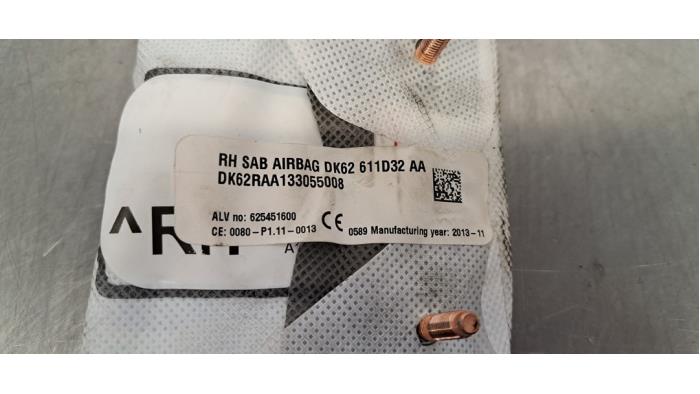 RH SAB AIRBAG DK62 611D32 AA
DK62RAA133055008
ALV no: 625451600
CE: 0080-P1.11-0013 CE 0589 Manufacturing year: 2013-11